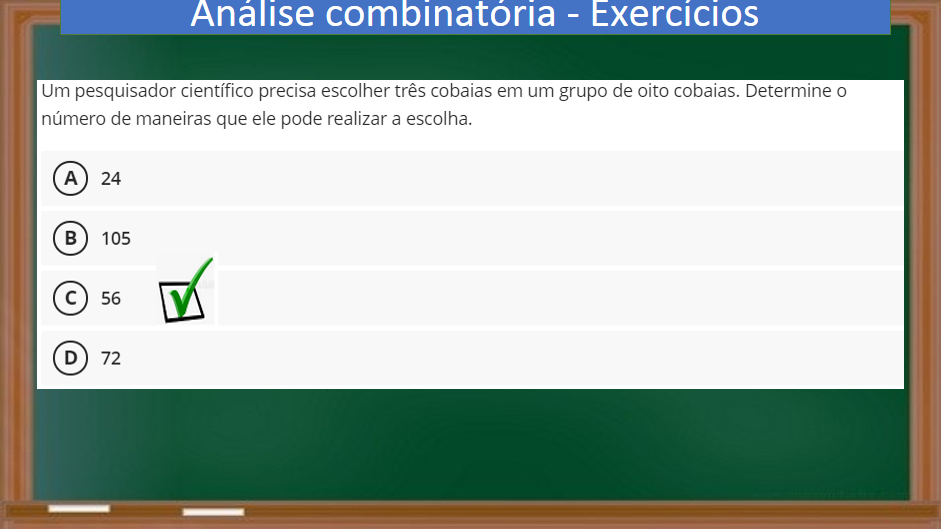 Análise combinatória - Exercícios
Um pesquisador científico precisa escolher três cobaias em um grupo de oito cobaias. Determine o
número de maneiras que ele pode realizar a escolha.
A 24
B 105
C 56
D 72